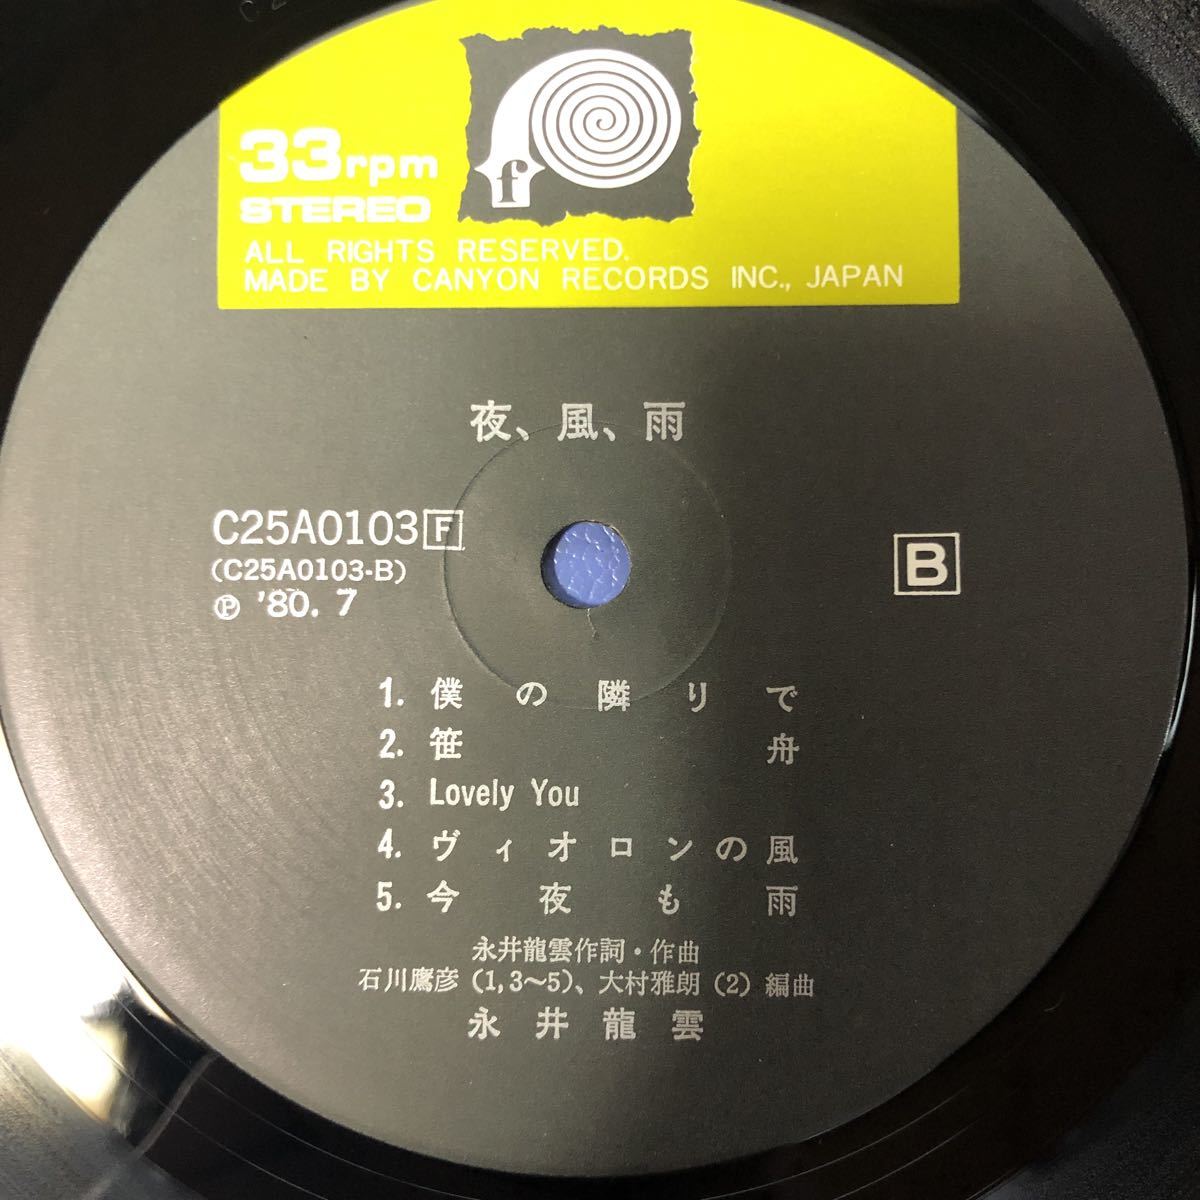 f
33rpm
STEREO
ALL RIGHTS RESERVED.
MADE BY CANYON RECORDS INC., JAPAN
夜、風、雨
C25A0103 F
(C25A0103-B)
Ⓟ '80. 7
B
1. 僕の隣りで
2. 笹舟
3. Lovely You
4. ヴィオロンの風
5. 今夜も雨
永井龍雲作詞・作曲
石川鷹彦 (1,3～5)、大村雅朗 (2) 編曲
永井龍雲